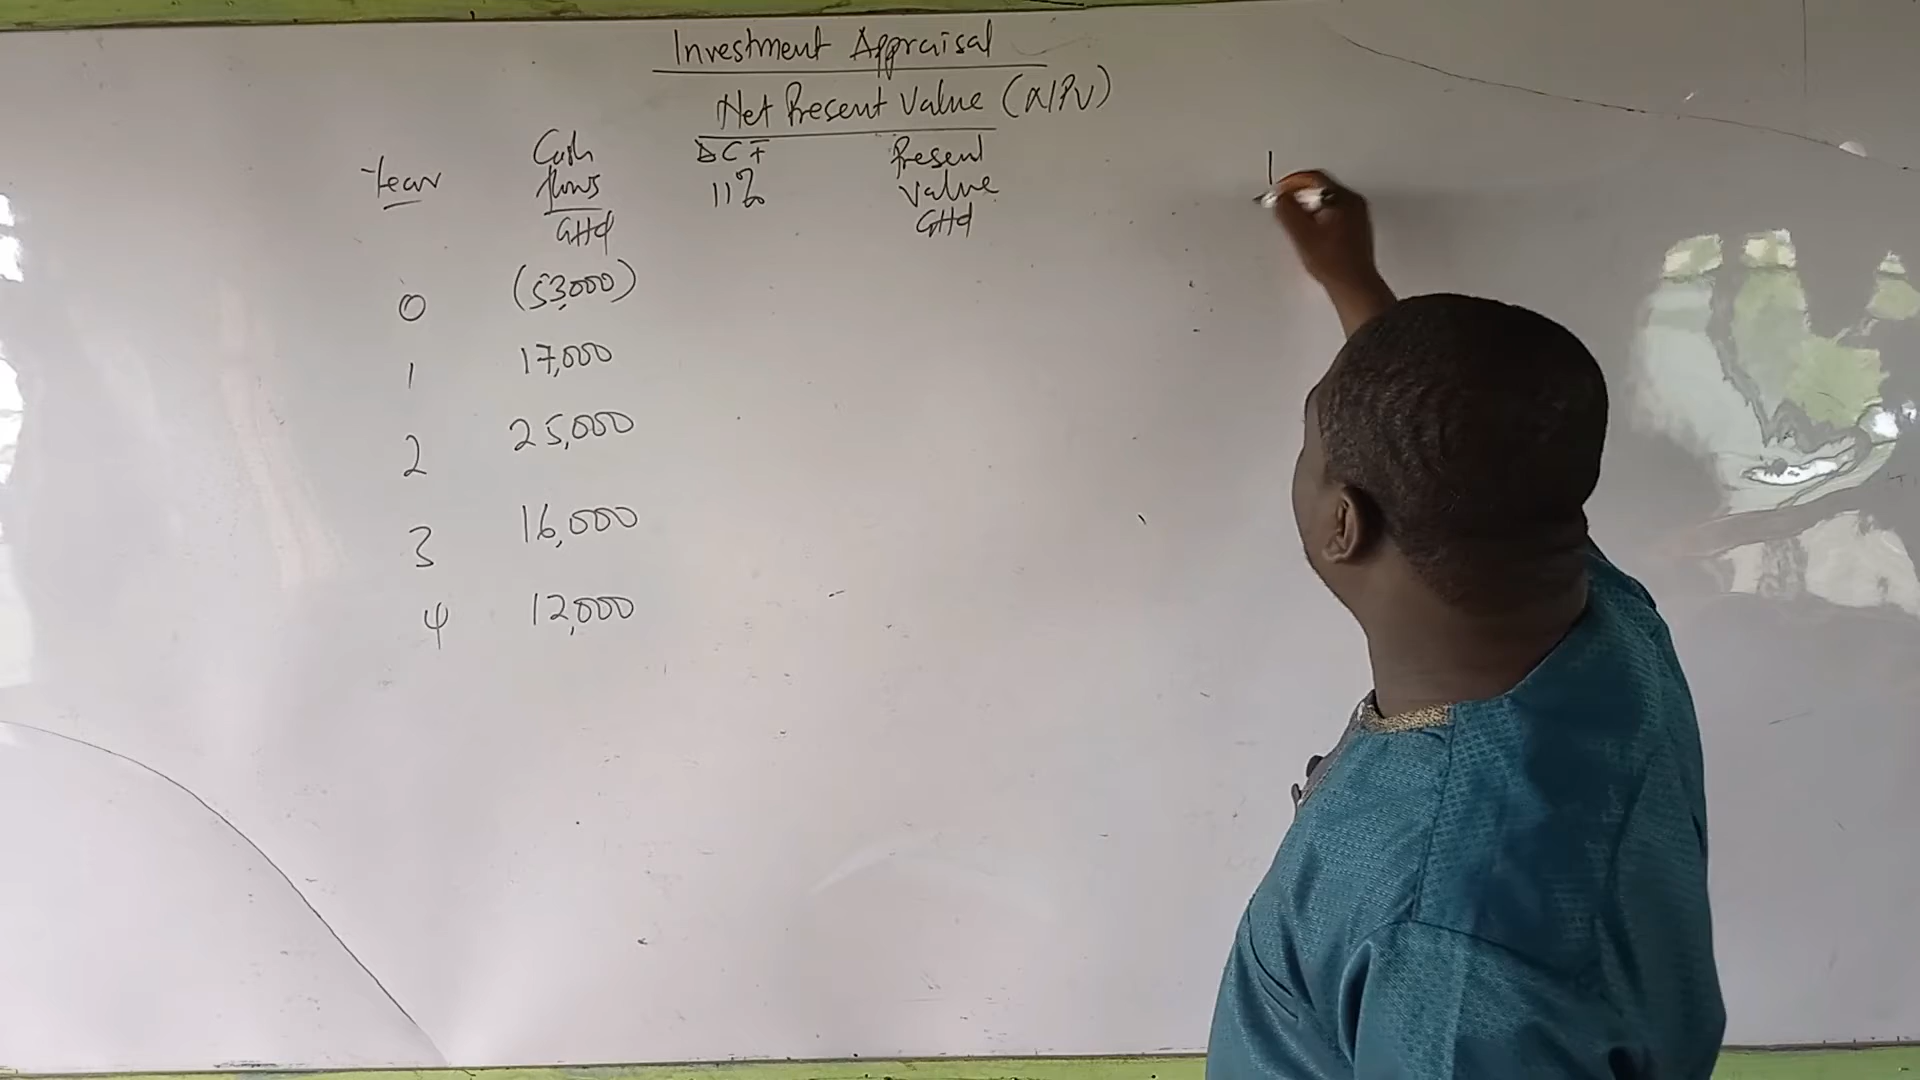 Investment Appraisal
Net Present Value (NPV)
Year Cash flows GH¢ DCF 11% Present Value GH¢
0 (53,000)
1 17,000
2 25,000
3 16,000
4 12,000
1